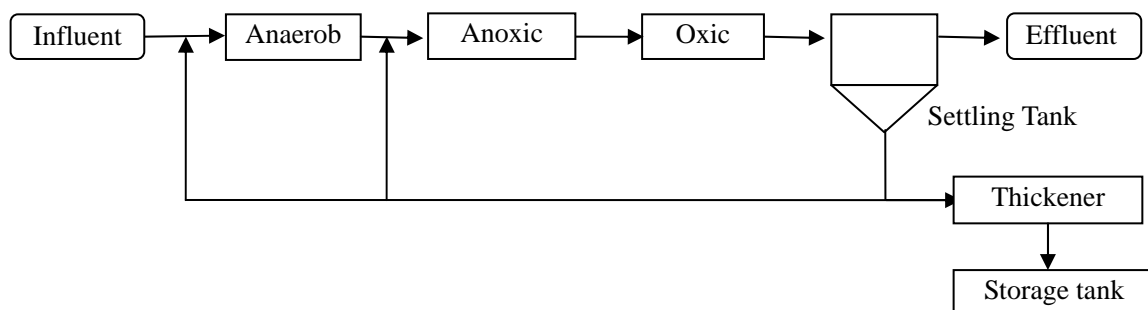 Influent
Anaerob
Anoxic
Oxic
Effluent
Settling Tank
Thickener
Storage tank